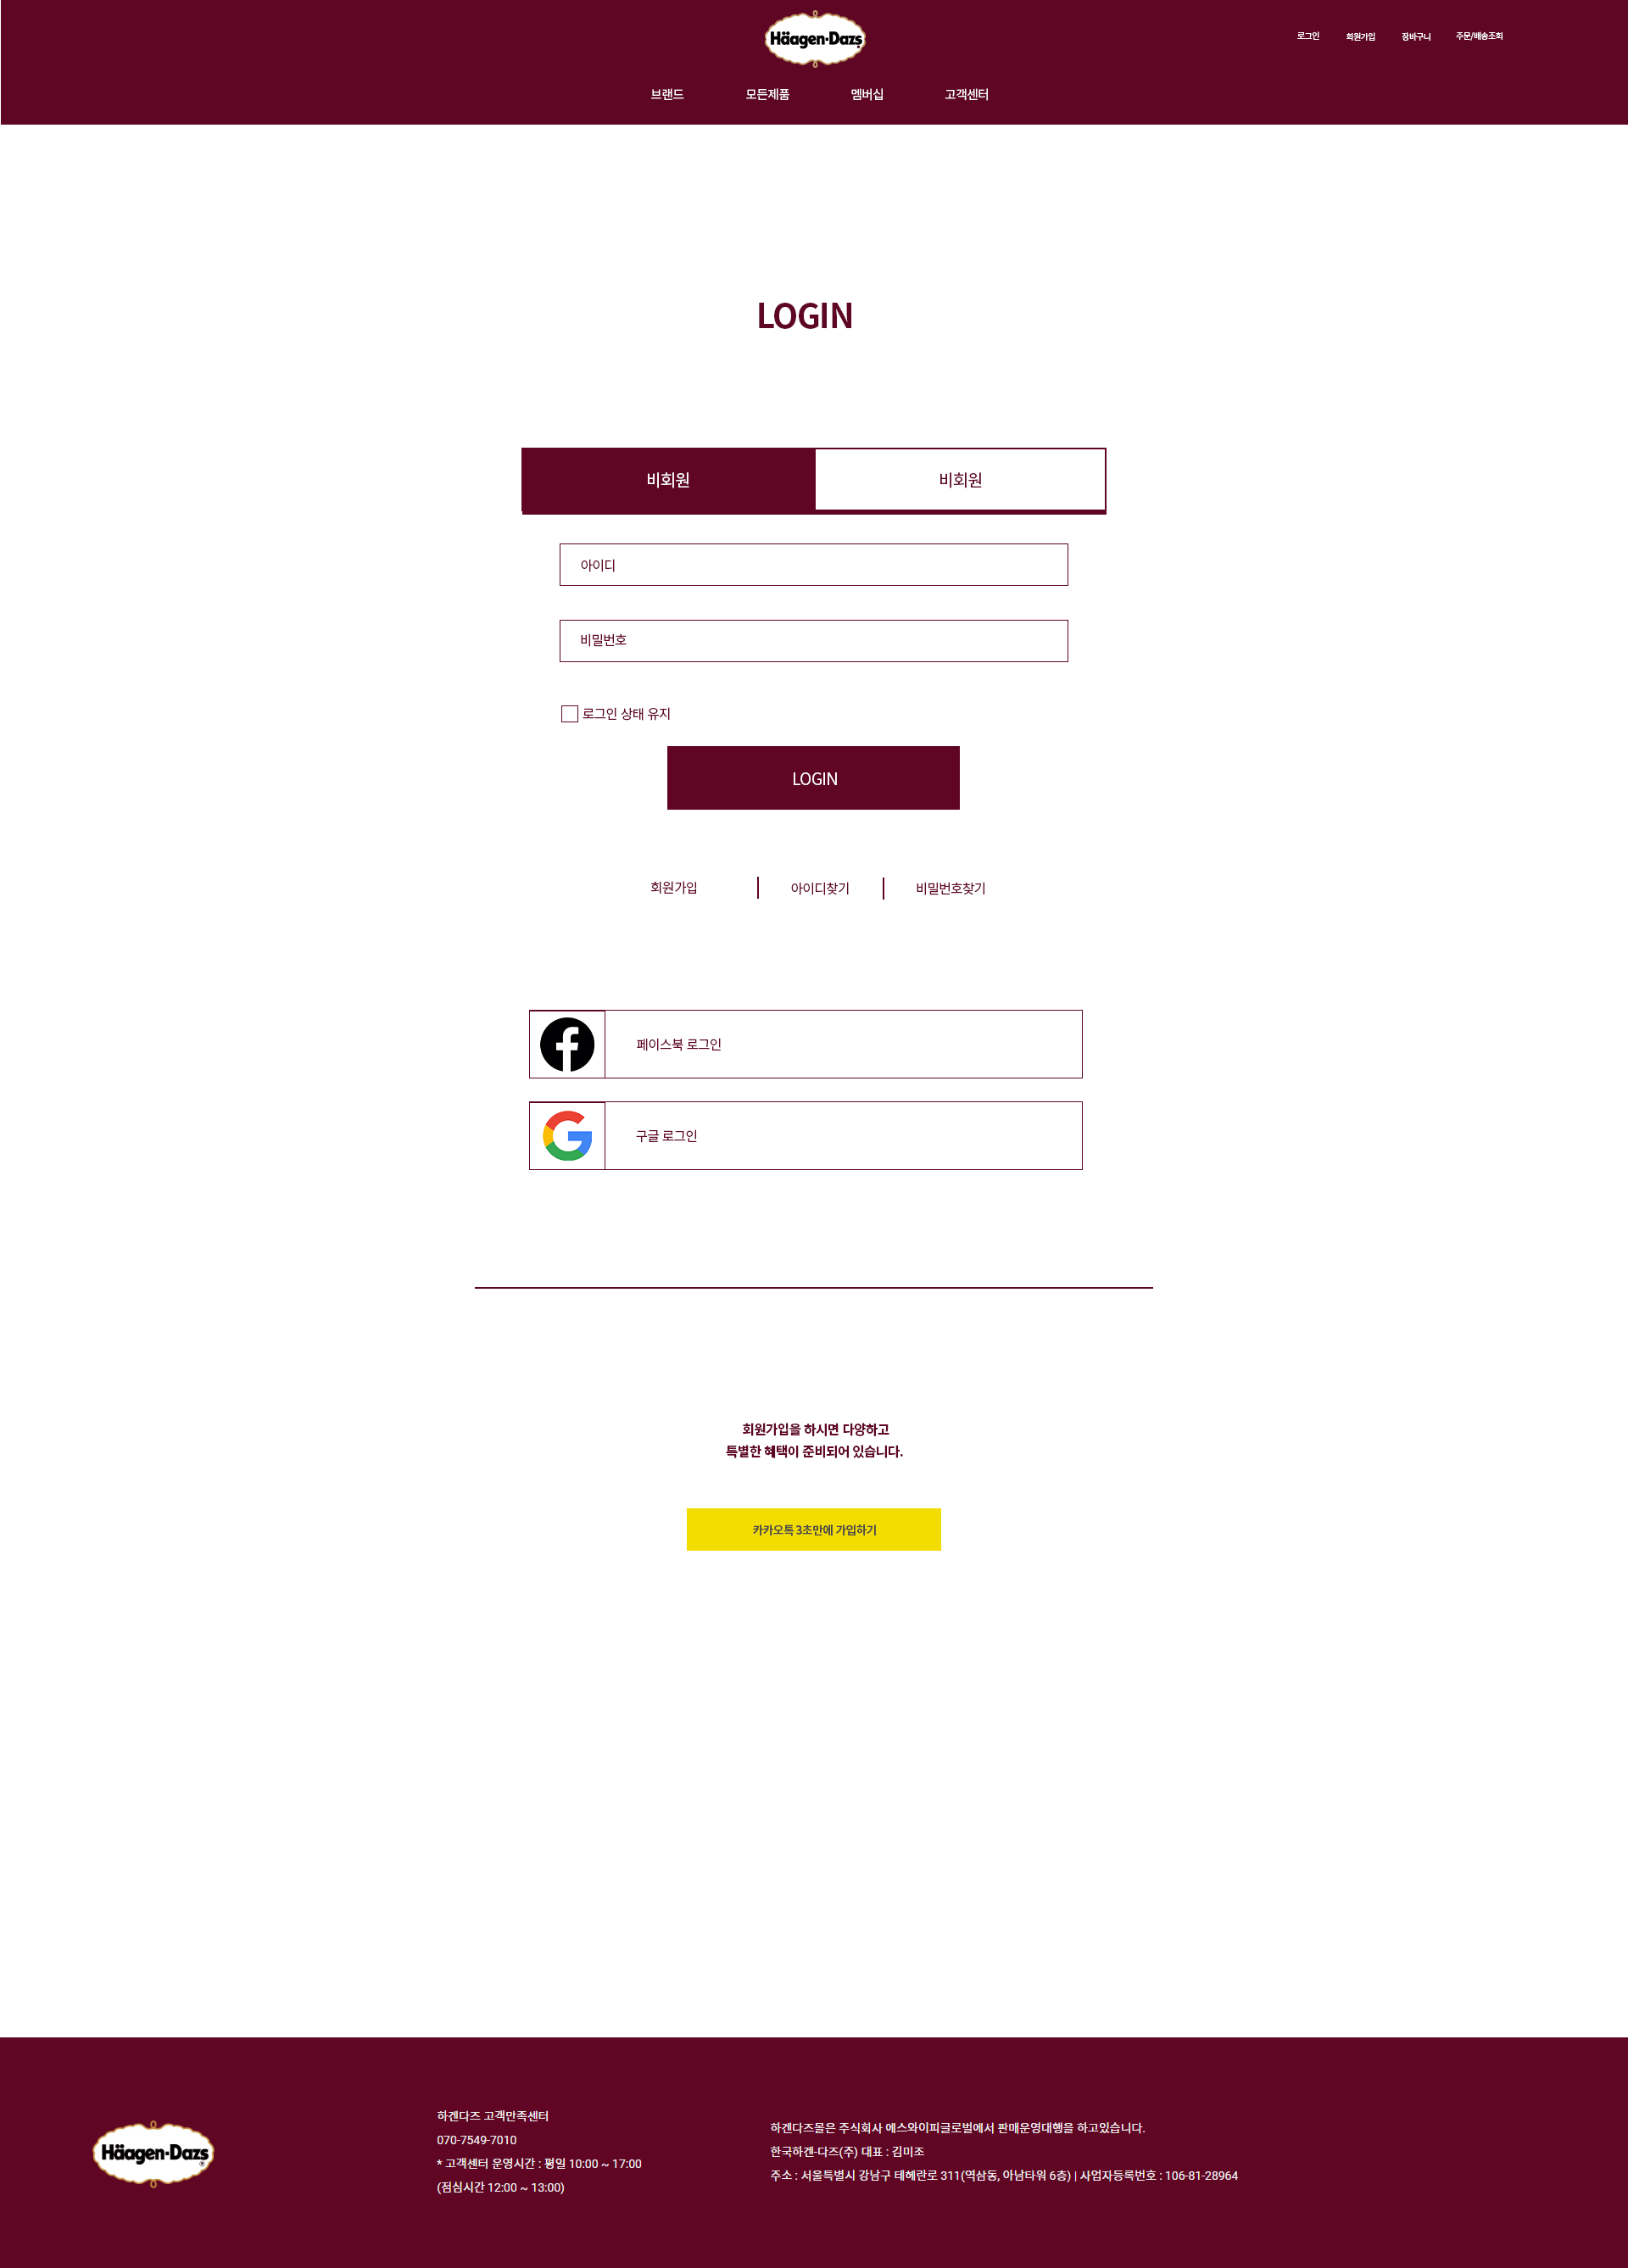 Häagen-Dazs
로그인 회원가입 장바구니 주문/배송조회
브랜드 모든제품 멤버십 고객센터
LOGIN
비회원 비회원
아이디
비밀번호
로그인 상태 유지
LOGIN
회원가입 아이디찾기 비밀번호찾기
페이스북 로그인
구글 로그인
회원가입을 하시면 다양하고
특별한 혜택이 준비되어 있습니다.
카카오톡 3초만에 가입하기
Häagen-Dazs®
하겐다즈 고객만족센터
070-7549-7010
* 고객센터 운영시간 : 평일 10:00 ~ 17:00
(점심시간 12:00 ~ 13:00)
하겐다즈몰은 주식회사 에스와이피글로벌에서 판매운영대행을 하고있습니다.
한국하겐-다즈(주) 대표 : 김미조
주소 : 서울특별시 강남구 테헤란로 311(역삼동, 아남타워 6층) | 사업자등록번호 : 106-81-28964